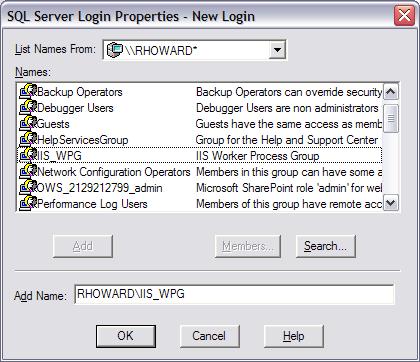 SQL Server Login Properties - New Login
List Names From: \\RHOWARD*
Names:
Backup Operators Backup Operators can override security
Debugger Users Debugger Users are non administrators
Guests Guests have the same access as memb
HelpServicesGroup Group for the Help and Support Center
IIS_WPG IIS Worker Process Group
Network Configuration Operators Members in this group can have some a
OWS_2129212799_admin Microsoft SharePoint role 'admin' for wel
Performance Log Users Members of this group have remote acc
Add Members... Search...
Add Name: RHOWARD\IIS_WPG
OK Cancel Help